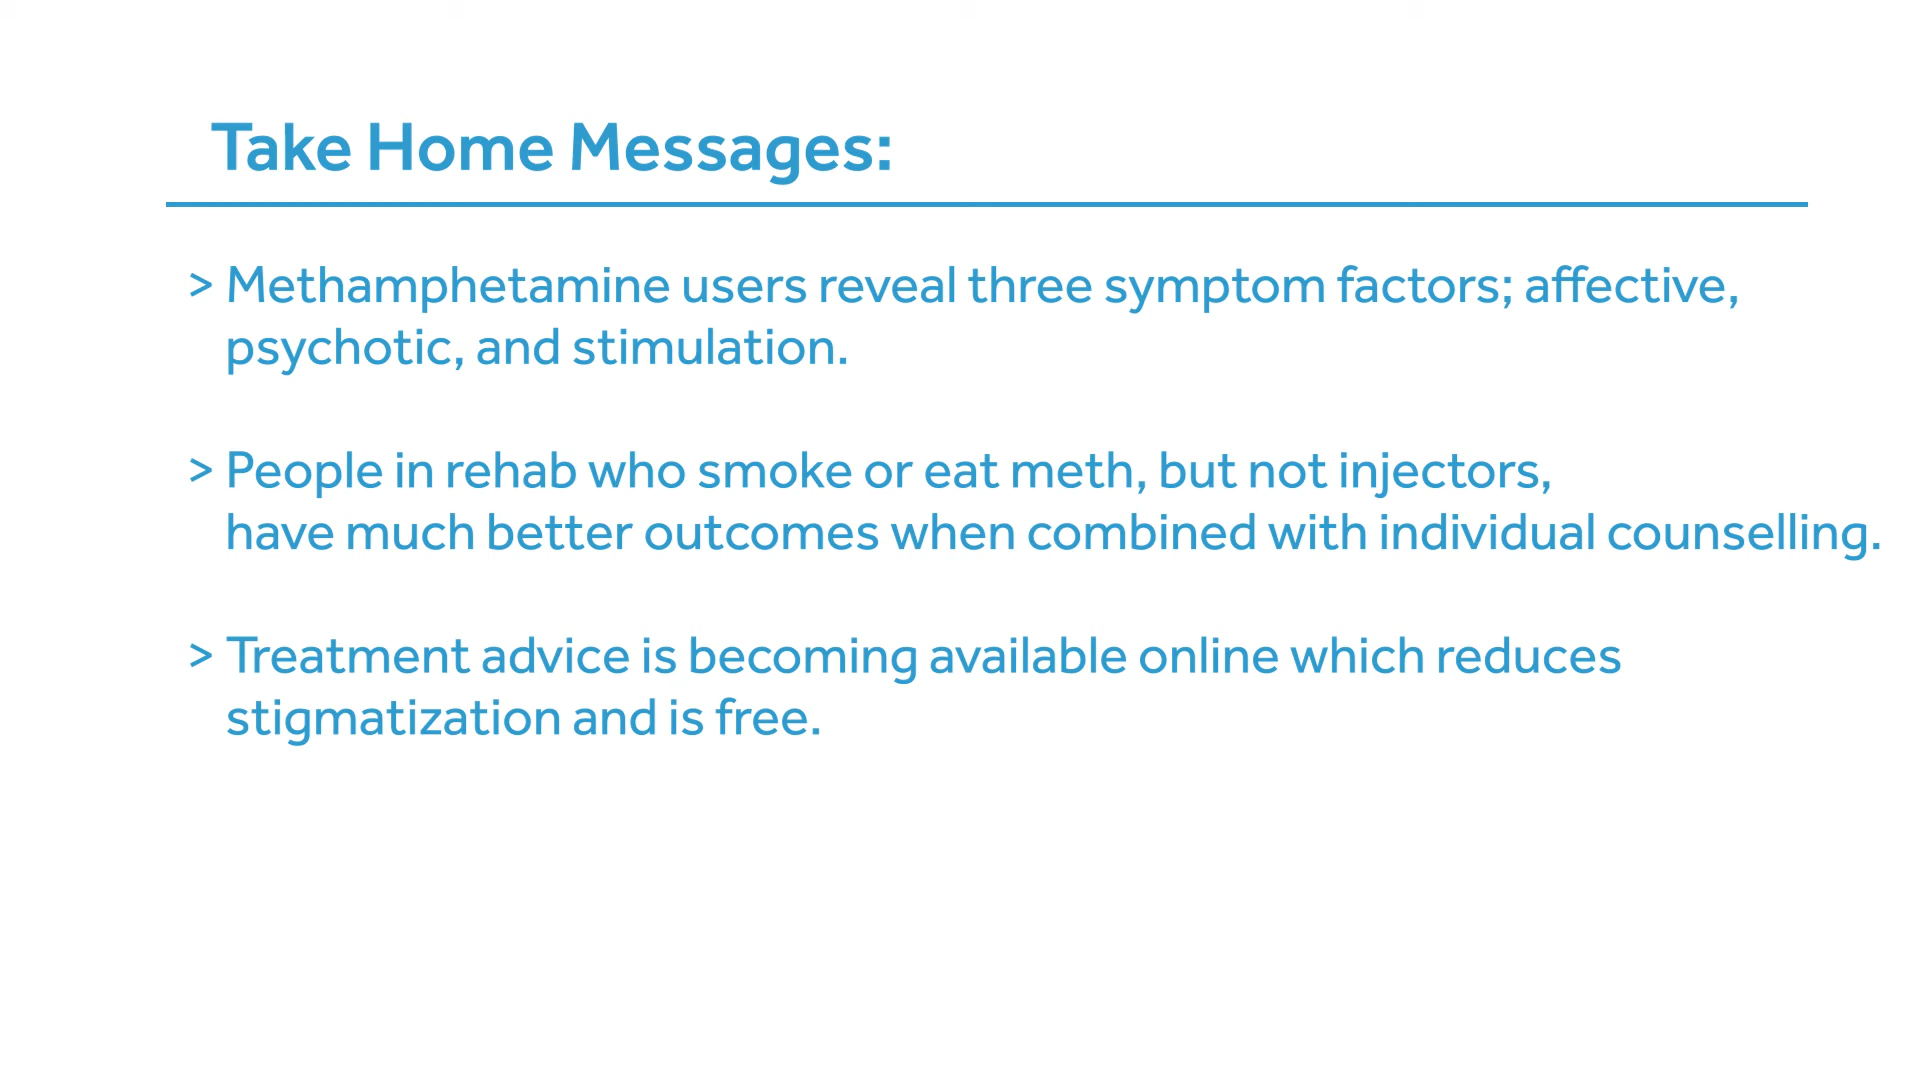 Take Home Messages:
> Methamphetamine users reveal three symptom factors; affective,
psychotic, and stimulation.
> People in rehab who smoke or eat meth, but not injectors,
have much better outcomes when combined with individual counselling.
> Treatment advice is becoming available online which reduces
stigmatization and is free.